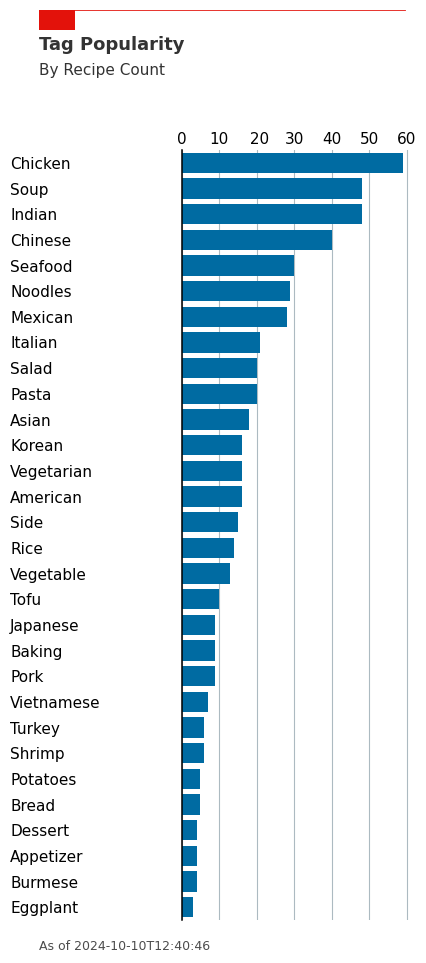 Tag Popularity
By Recipe Count
0 10 20 30 40 50 60
Chicken
Soup
Indian
Chinese
Seafood
Noodles
Mexican
Italian
Salad
Pasta
Asian
Korean
Vegetarian
American
Side
Rice
Vegetable
Tofu
Japanese
Baking
Pork
Vietnamese
Turkey
Shrimp
Potatoes
Bread
Dessert
Appetizer
Burmese
Eggplant
As of 2024-10-10T12:40:46